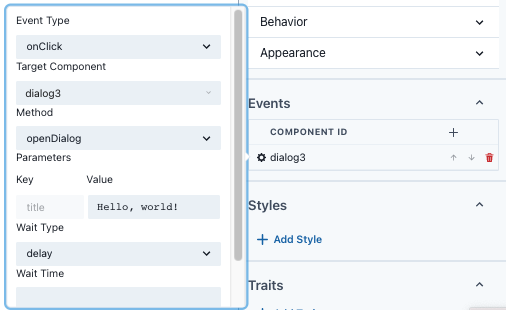 Event Type
onClick
Target Component
dialog3
Method
openDialog
Parameters
Key Value
title Hello, world!
Wait Type
delay
Wait Time
Behavior
Appearance
Events
COMPONENT ID
dialog3
Styles
Add Style
Traits